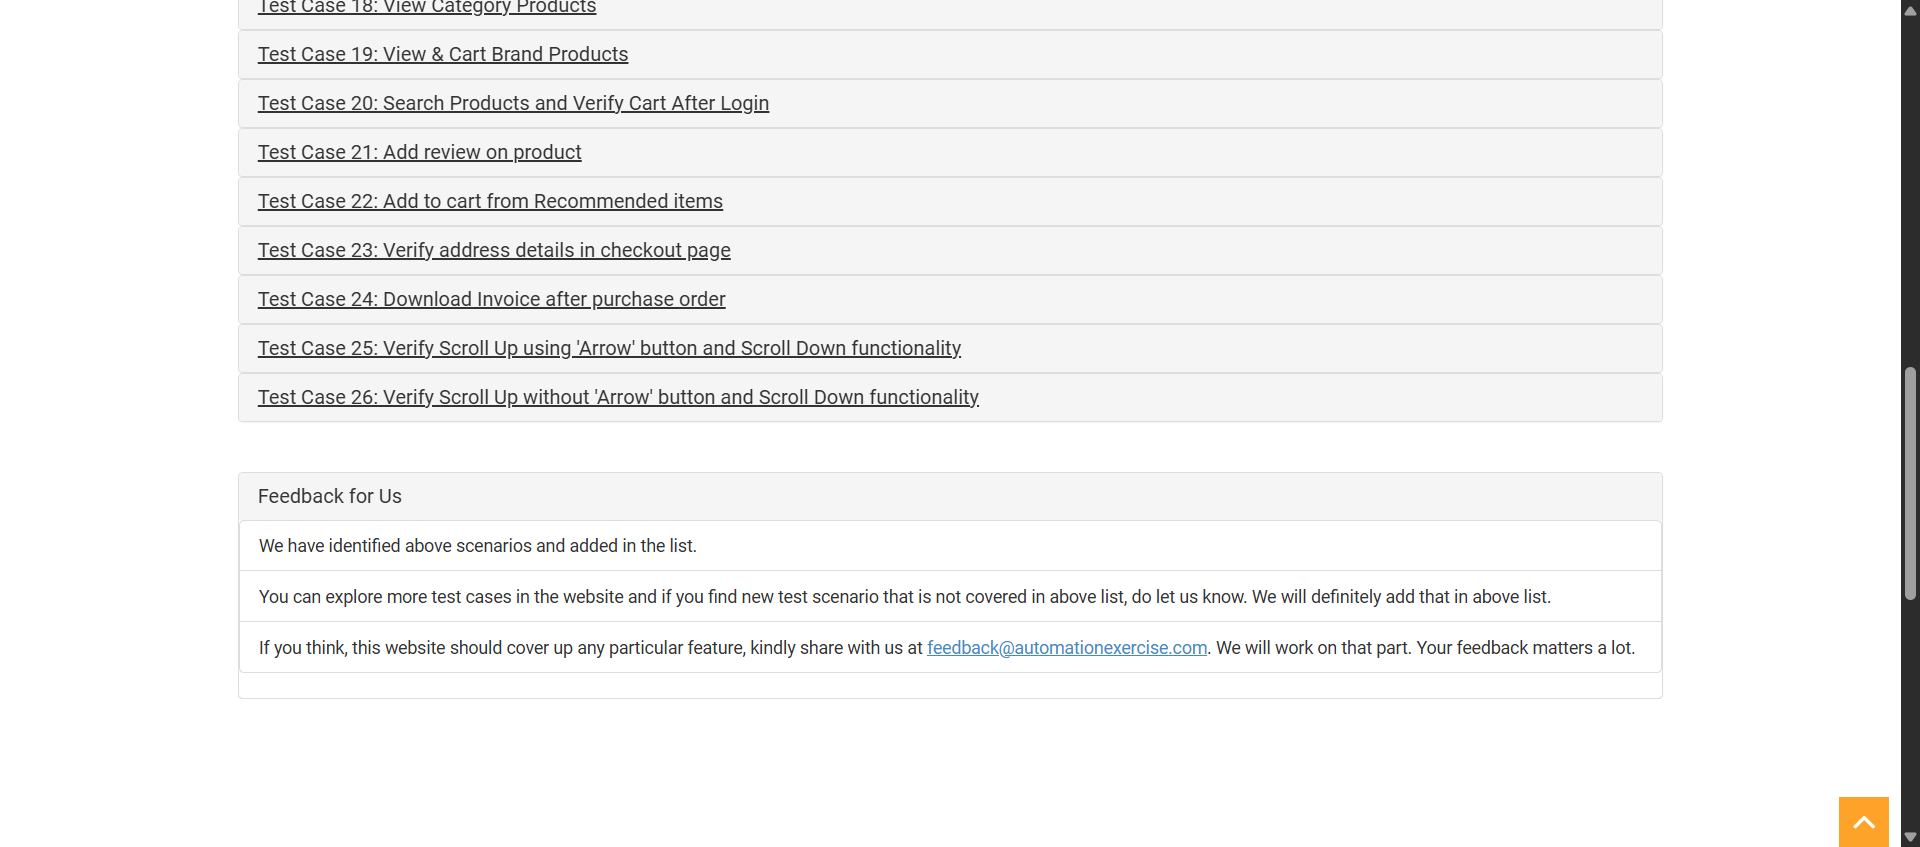 Test Case 18: View Category Products
Test Case 19: View & Cart Brand Products
Test Case 20: Search Products and Verify Cart After Login
Test Case 21: Add review on product
Test Case 22: Add to cart from Recommended items
Test Case 23: Verify address details in checkout page
Test Case 24: Download Invoice after purchase order
Test Case 25: Verify Scroll Up using 'Arrow' button and Scroll Down functionality
Test Case 26: Verify Scroll Up without 'Arrow' button and Scroll Down functionality
Feedback for Us
We have identified above scenarios and added in the list.
You can explore more test cases in the website and if you find new test scenario that is not covered in above list, do let us know. We will definitely add that in above list.
If you think, this website should cover up any particular feature, kindly share with us at feedback@automationexercise.com. We will work on that part. Your feedback matters a lot.